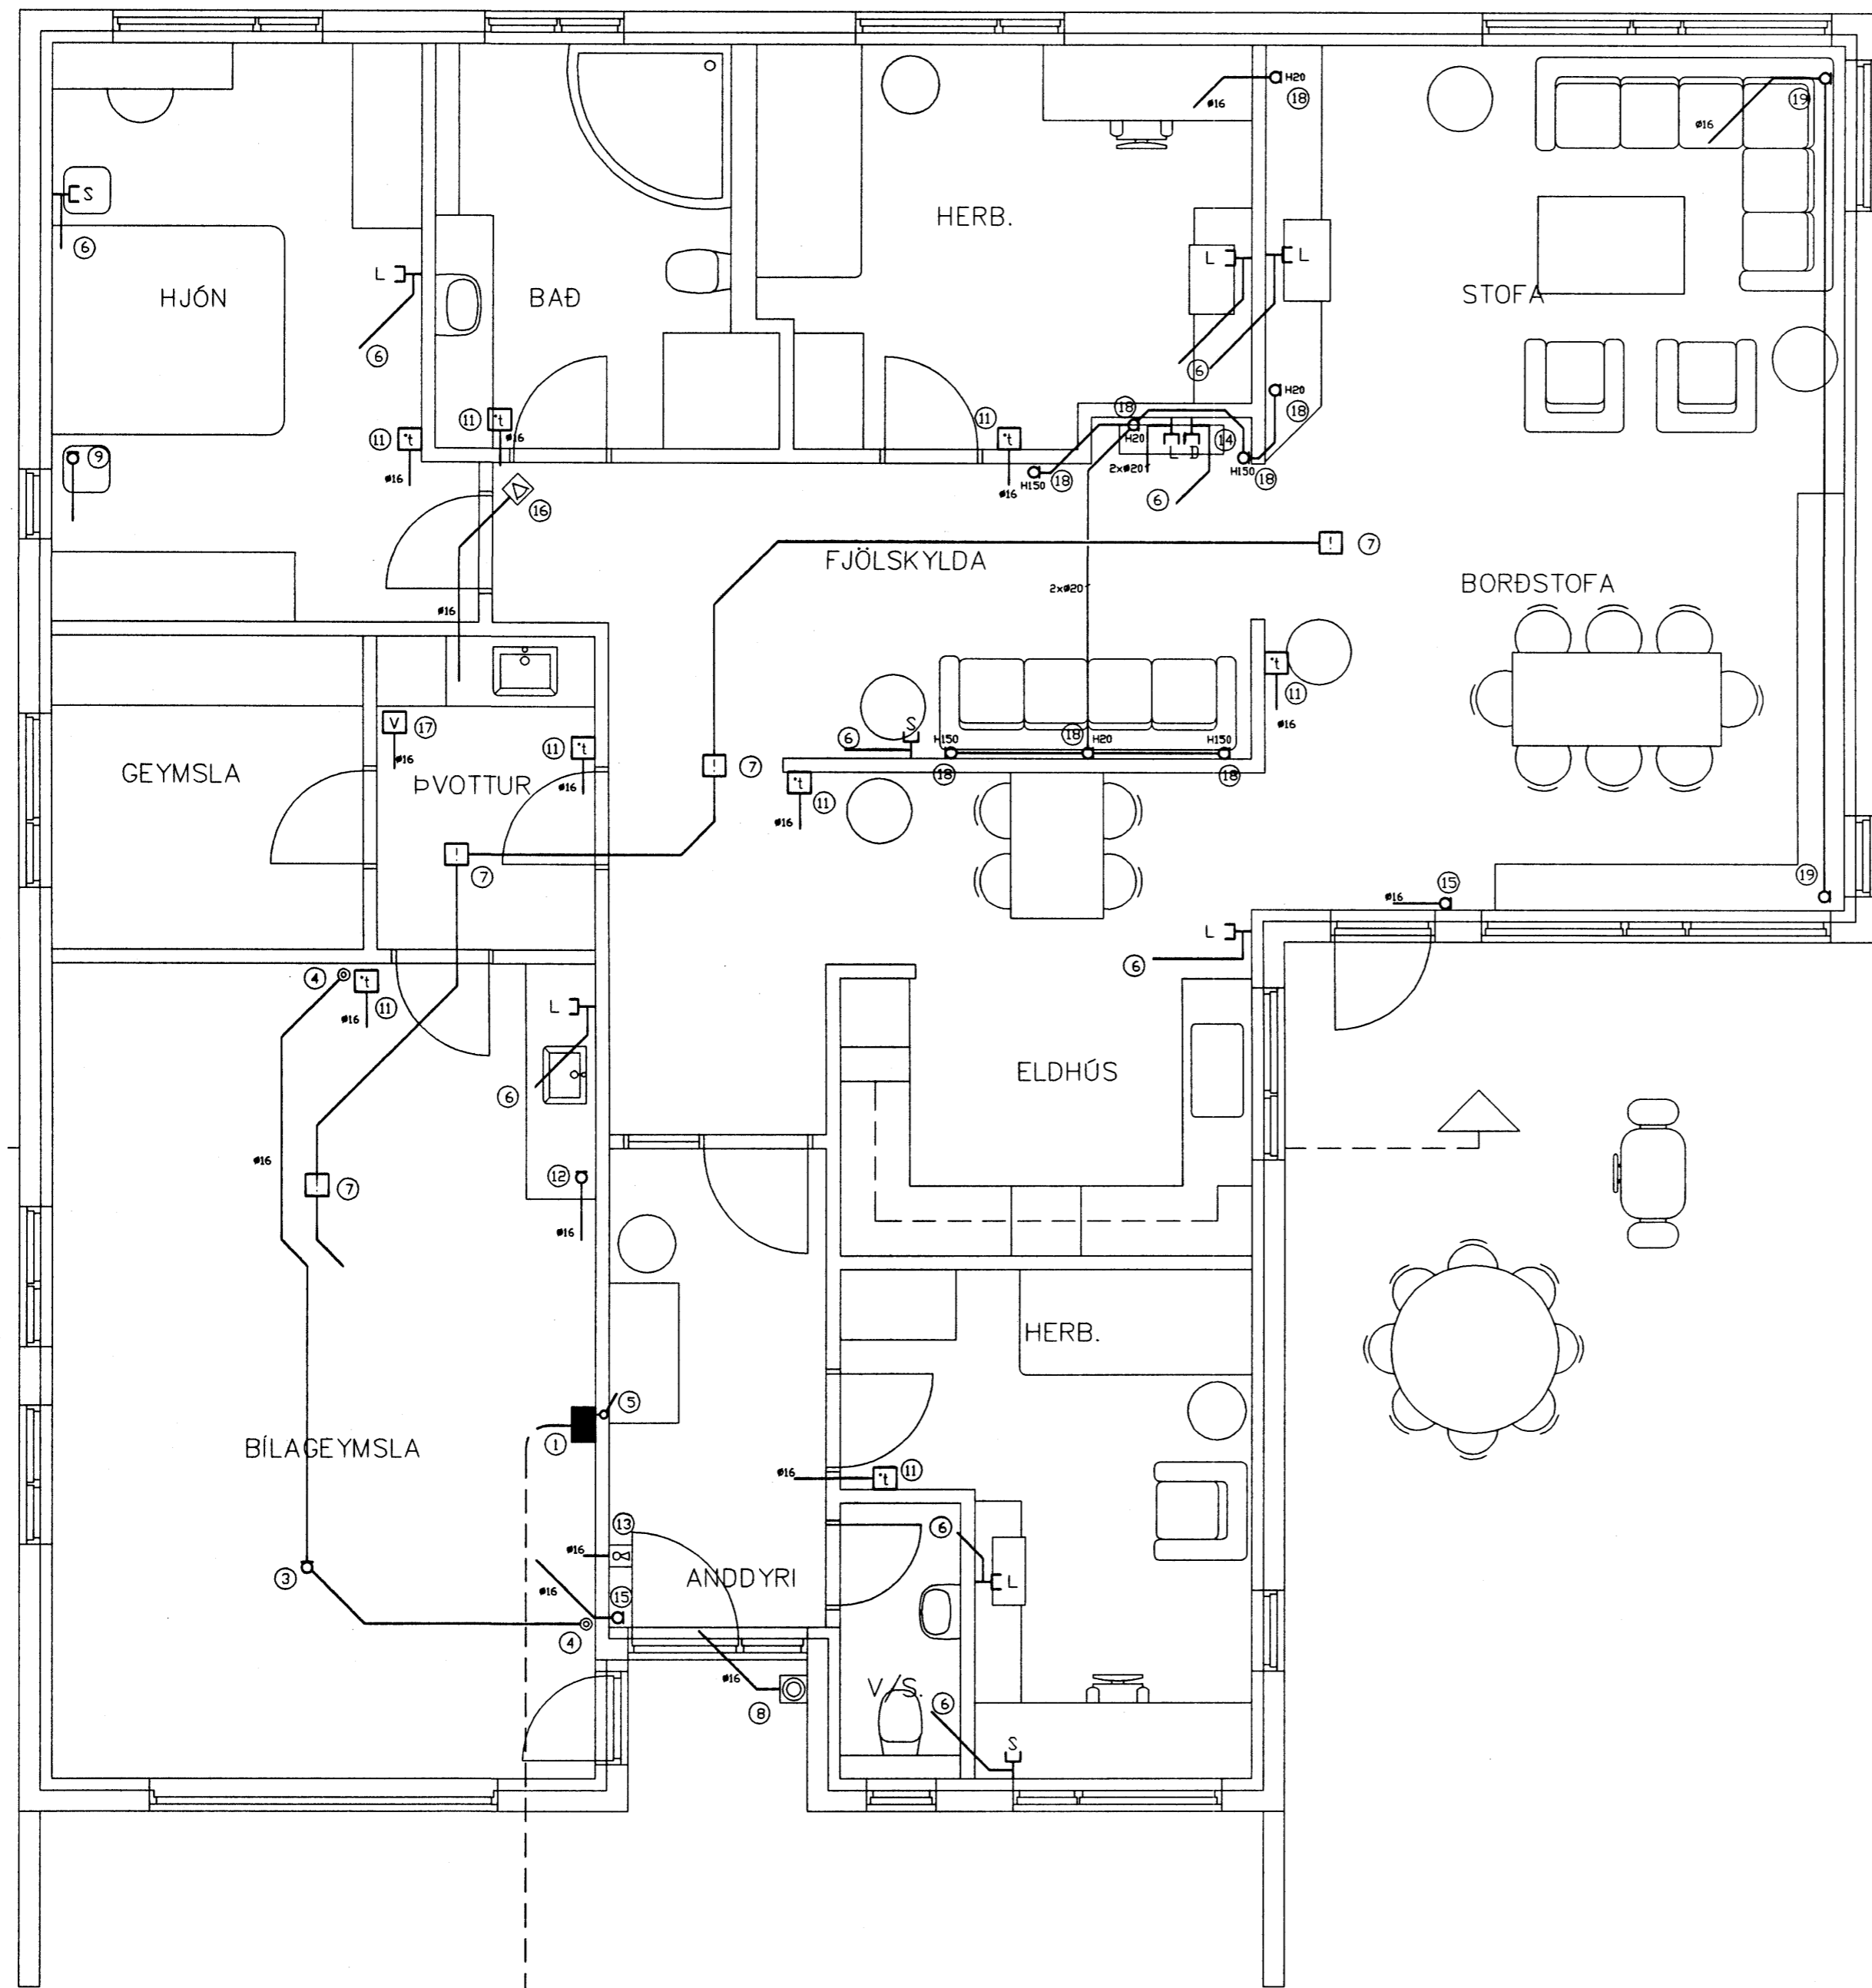 H20
ø16
18
19
ø16
S
HERB.
6
L
L
L
HJÓN
BAÐ
STOFA
6
6
H20
11
11
11
18
18
ø16
H20
14
L
D
9
ø16
2xø20
H150
H150
18
18
ø16
6
16
7
FJÖLSKYLDA
BORÐSTOFA
2xø20
ø16
11
ø16
V
17
S
18
6
H150
H20
H150
ø16
11
GEYMSLA
ÞVOTTUR
7
18
18
ø16
11
ø16
7
15
ø16
19
L
6
4
11
ø16
L
6
ELDHÚS
ø16
12
7
ø16
HERB.
5
1
BÍLAGEYMSLA
ø16
11
13
6
ø16
3
ANDDYRI
L
ø16
15
4
ø16
V/S.
6
8
S